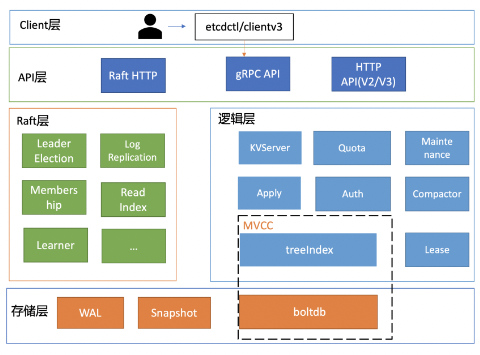 Client层
etcdctl/clientv3
API层
Raft HTTP
gRPC API
HTTP
API(V2/V3)
Raft层
Leader
Election
Log
Replication
Members
hip
Read
Index
Learner
...
逻辑层
KVServer
Quota
Mainte
nance
Apply
Auth
Compactor
MVCC
treeIndex
Lease
存储层
WAL
Snapshot
boltdb